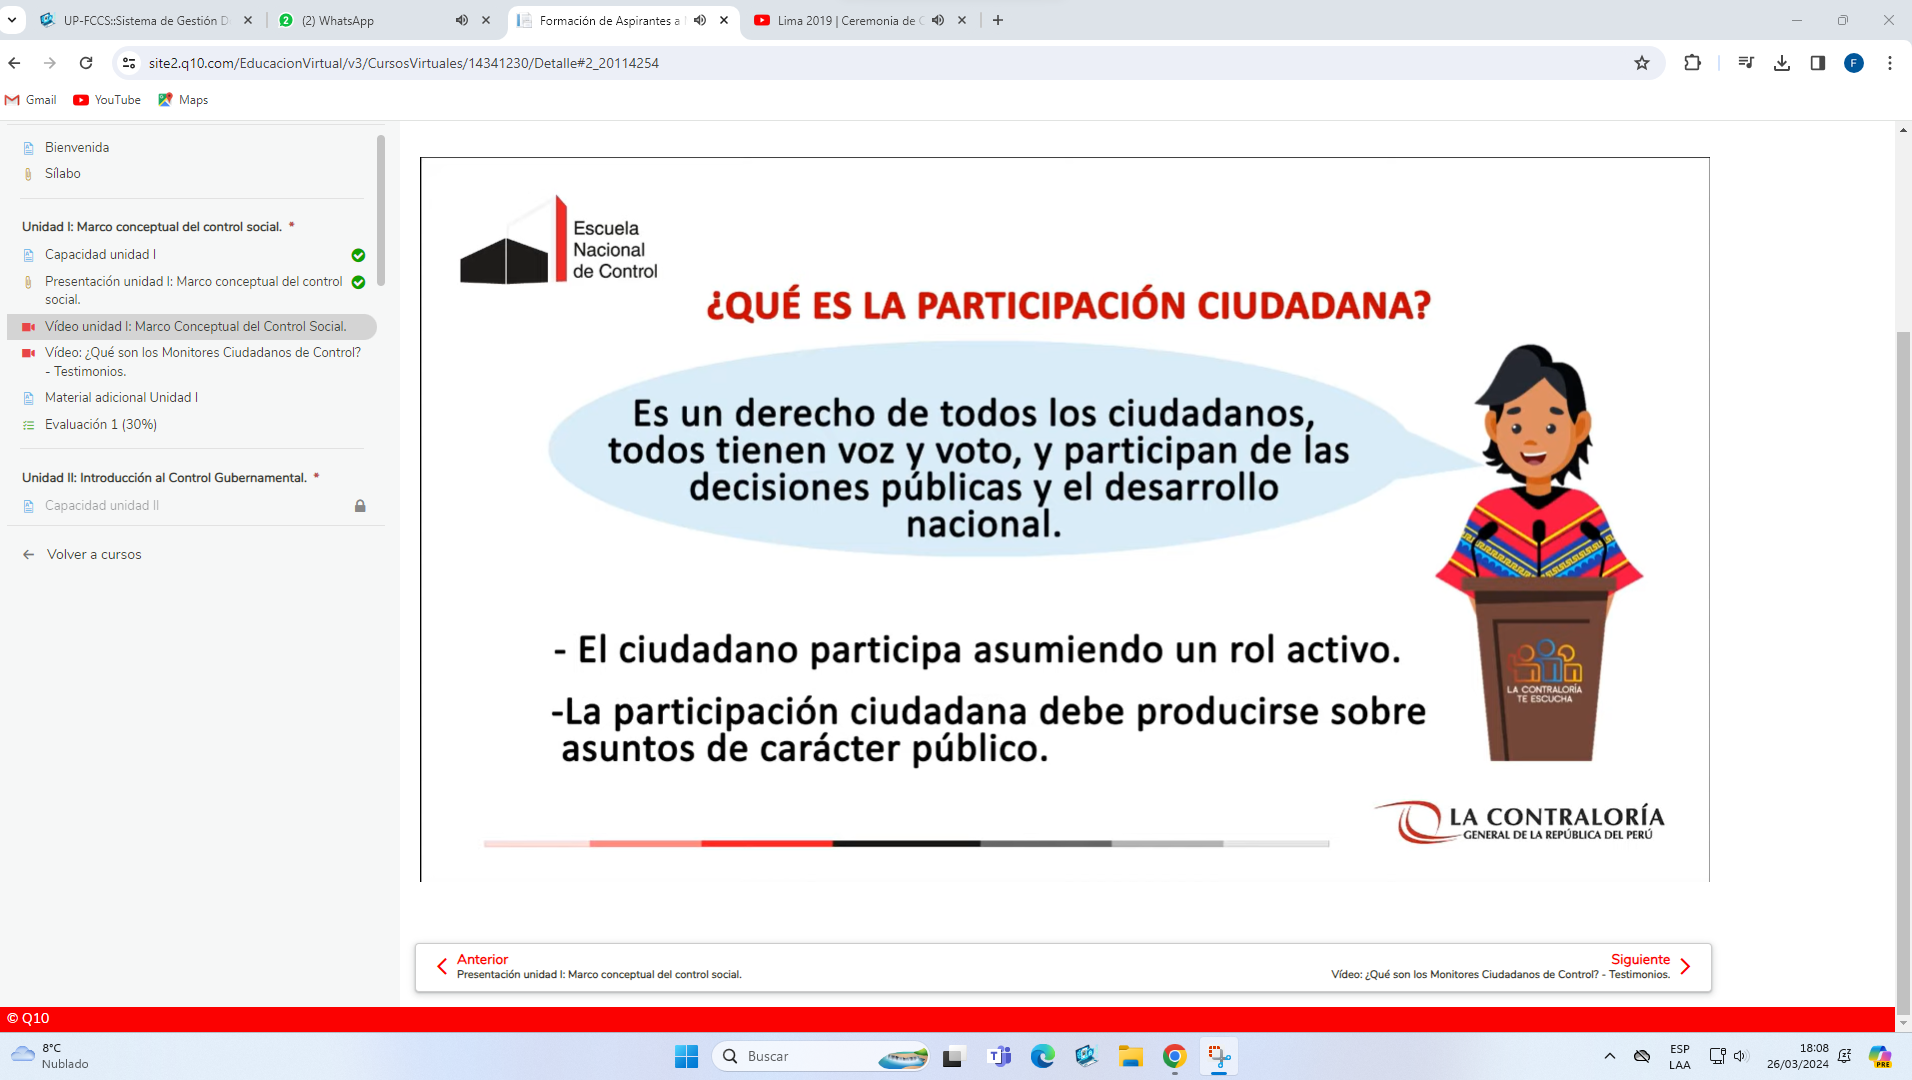 UP-FCCS::Sistema de Gestión D
(2) WhatsApp
Formación de Aspirantes a
Lima 2019 | Ceremonia de
site2.q10.com/EducacionVirtual/v3/CursosVirtuales/14341230/Detalle#2_20114254
F
Gmail
YouTube
Maps
Bienvenida
Sílabo
Unidad I: Marco conceptual del control social. *
Capacidad unidad I
Presentación unidad I: Marco conceptual del control
social.
Vídeo unidad I: Marco Conceptual del Control Social.
Vídeo: ¿Qué son los Monitores Ciudadanos de Control?
- Testimonios.
Material adicional Unidad I
Evaluación 1 (30%)
Unidad II: Introducción al Control Gubernamental. *
Capacidad unidad II
Volver a cursos
Escuela
Nacional
de Control
¿QUÉ ES LA PARTICIPACIÓN CIUDADANA?
Es un derecho de todos los ciudadanos,
todos tienen voz y voto, y participan de las
decisiones públicas y el desarrollo
nacional.
- El ciudadano participa asumiendo un rol activo.
-La participación ciudadana debe producirse sobre
asuntos de carácter público.
LA CONTRALORÍA
TE ESCUCHA
LA CONTRALORÍA
GENERAL DE LA REPÚBLICA DEL PERÚ
Anterior
Presentación unidad I: Marco conceptual del control social.
Siguiente
Vídeo: ¿Qué son los Monitores Ciudadanos de Control? - Testimonios.
© Q10
8°C
Nublado
Buscar
ESP
LAA
18:08
26/03/2024
PRE